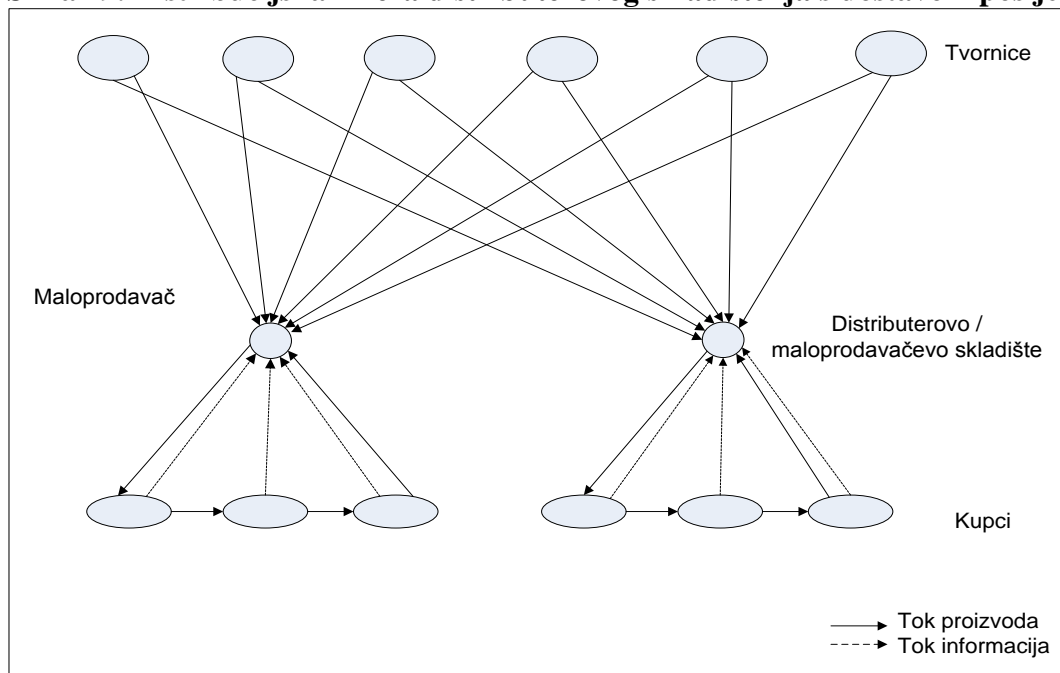 Tvornice
Maloprodavač
Distributerovo /
maloprodavačevo skladište
Kupci
Tok proizvoda
Tok informacija